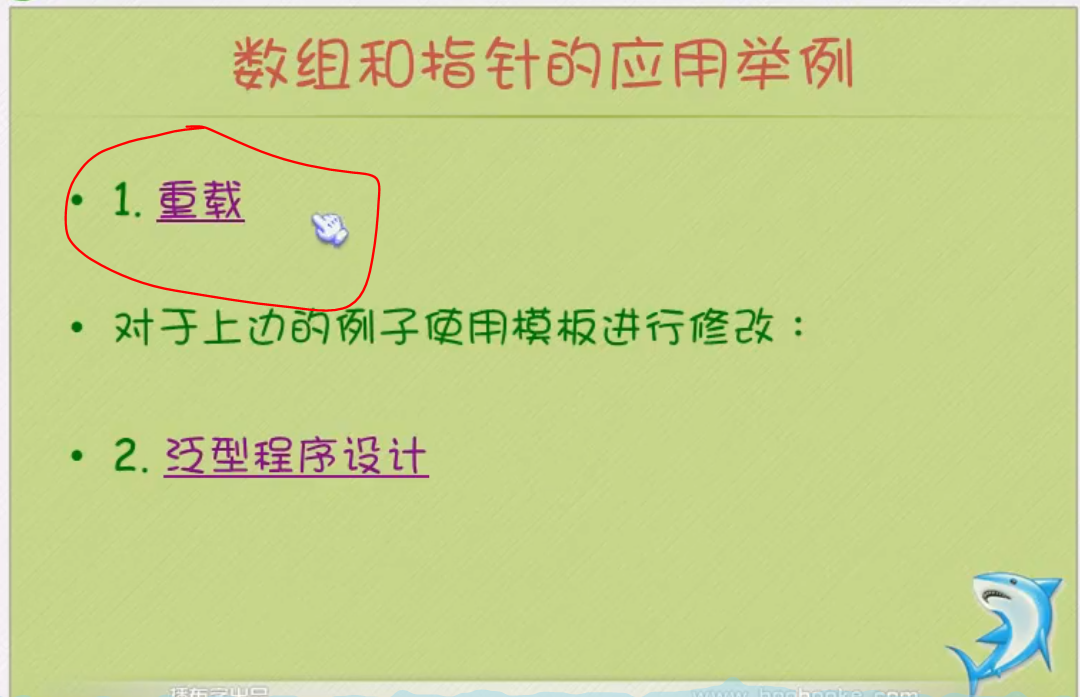 数组和指针的应用举例
• 1. 重载
• 对于上边的例子使用模板进行修改：
• 2. 泛型程序设计